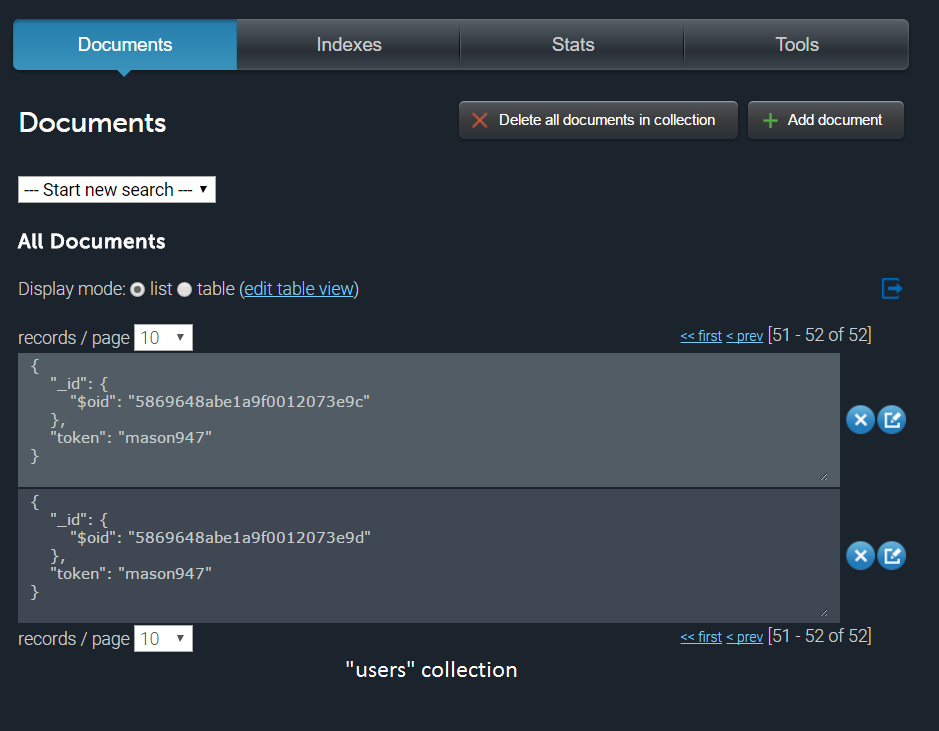 Documents Indexes Stats Tools
Documents
Delete all documents in collection
Add document
--- Start new search ---
All Documents
Display mode: list table (edit table view)
records / page 10
<< first < prev [51 - 52 of 52]
{
"_id": {
"$oid": "5869648abe1a9f0012073e9c"
},
"token": "mason947"
}
{
"_id": {
"$oid": "5869648abe1a9f0012073e9d"
},
"token": "mason947"
}
records / page 10
<< first < prev [51 - 52 of 52]
"users" collection